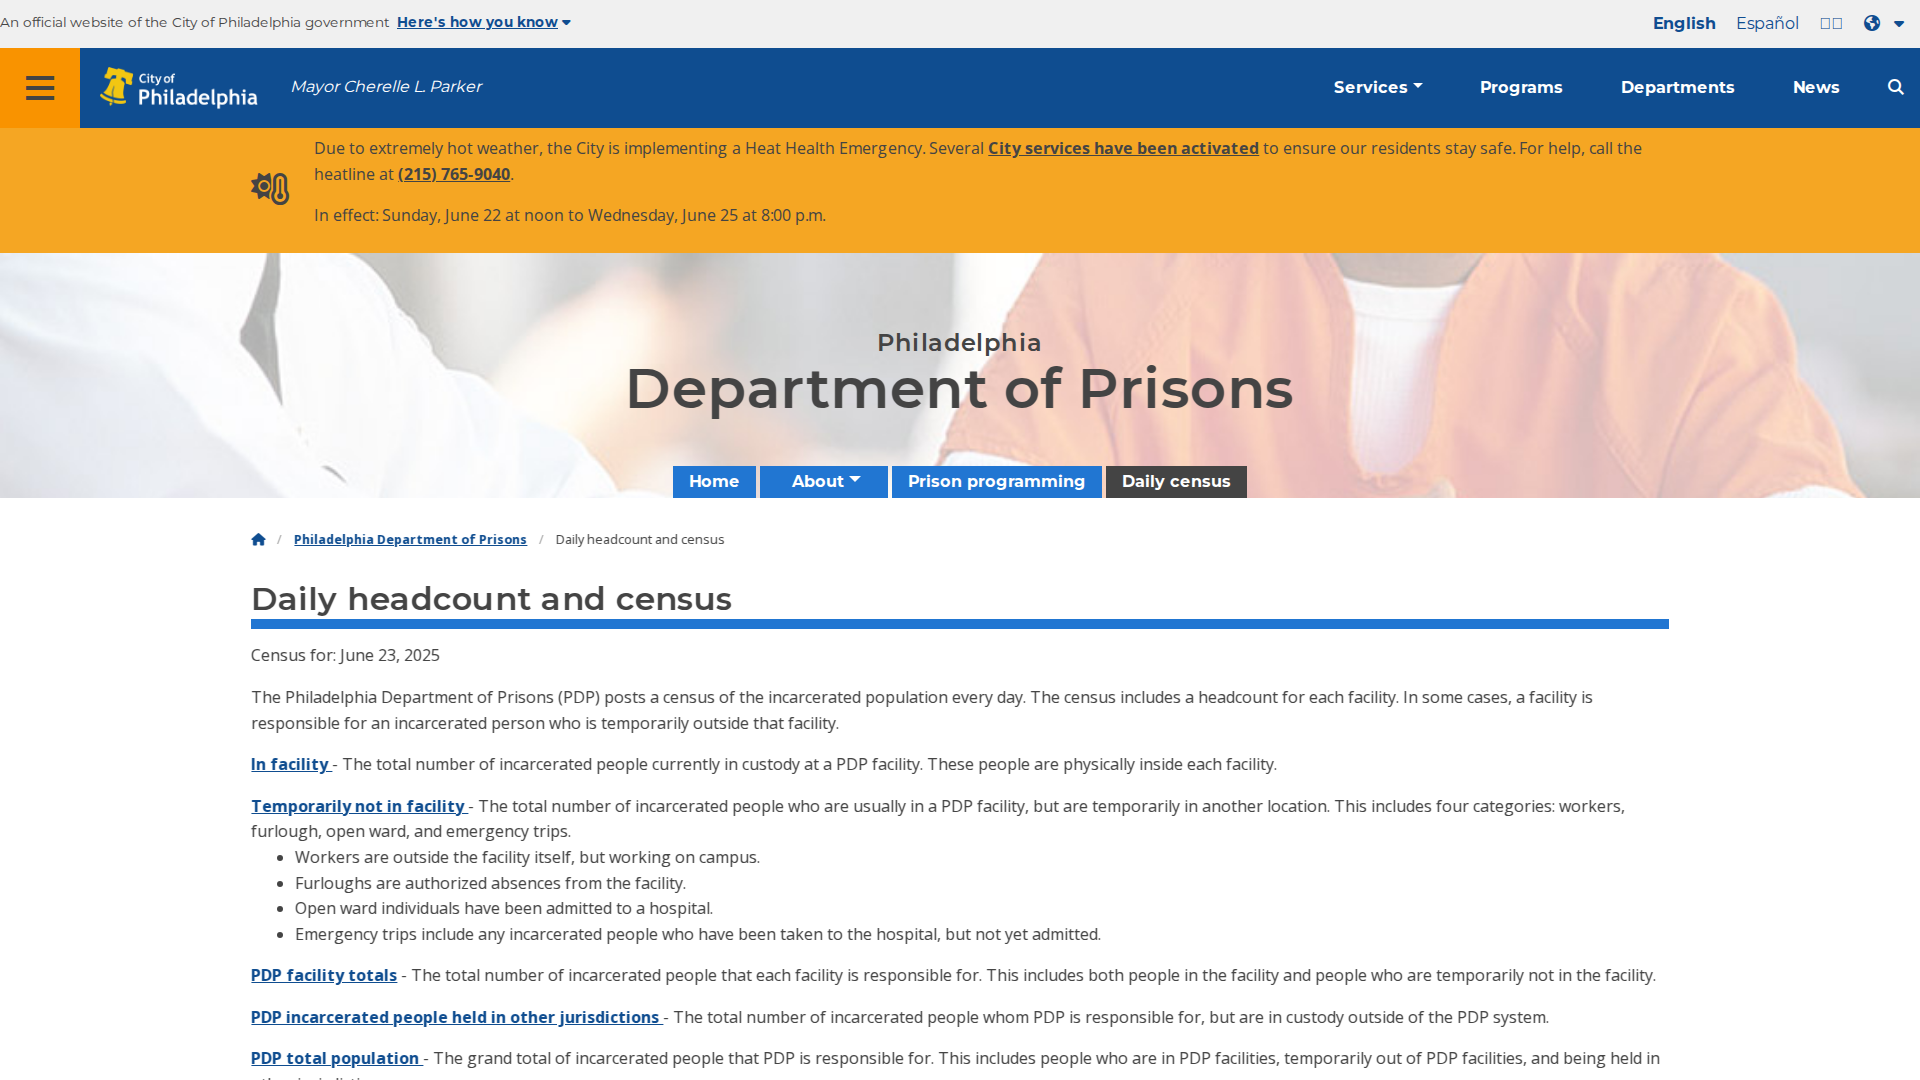 An official website of the City of Philadelphia government Here's how you know
English Español
City of Philadelphia
Mayor Cherelle L. Parker
Services Programs Departments News
Due to extremely hot weather, the City is implementing a Heat Health Emergency. Several City services have been activated to ensure our residents stay safe. For help, call the
heatline at (215) 765-9040.
In effect: Sunday, June 22 at noon to Wednesday, June 25 at 8:00 p.m.
Philadelphia
Department of Prisons
Home About Prison programming Daily census
/ Philadelphia Department of Prisons / Daily headcount and census
Daily headcount and census
Census for: June 23, 2025
The Philadelphia Department of Prisons (PDP) posts a census of the incarcerated population every day. The census includes a headcount for each facility. In some cases, a facility is
responsible for an incarcerated person who is temporarily outside that facility.
In facility - The total number of incarcerated people currently in custody at a PDP facility. These people are physically inside each facility.
Temporarily not in facility - The total number of incarcerated people who are usually in a PDP facility, but are temporarily in another location. This includes four categories: workers,
furlough, open ward, and emergency trips.
• Workers are outside the facility itself, but working on campus.
• Furloughs are authorized absences from the facility.
• Open ward individuals have been admitted to a hospital.
• Emergency trips include any incarcerated people who have been taken to the hospital, but not yet admitted.
PDP facility totals - The total number of incarcerated people that each facility is responsible for. This includes both people in the facility and people who are temporarily not in the facility.
PDP incarcerated people held in other jurisdictions - The total number of incarcerated people whom PDP is responsible for, but are in custody outside of the PDP system.
PDP total population - The grand total of incarcerated people that PDP is responsible for. This includes people who are in PDP facilities, temporarily out of PDP facilities, and being held in